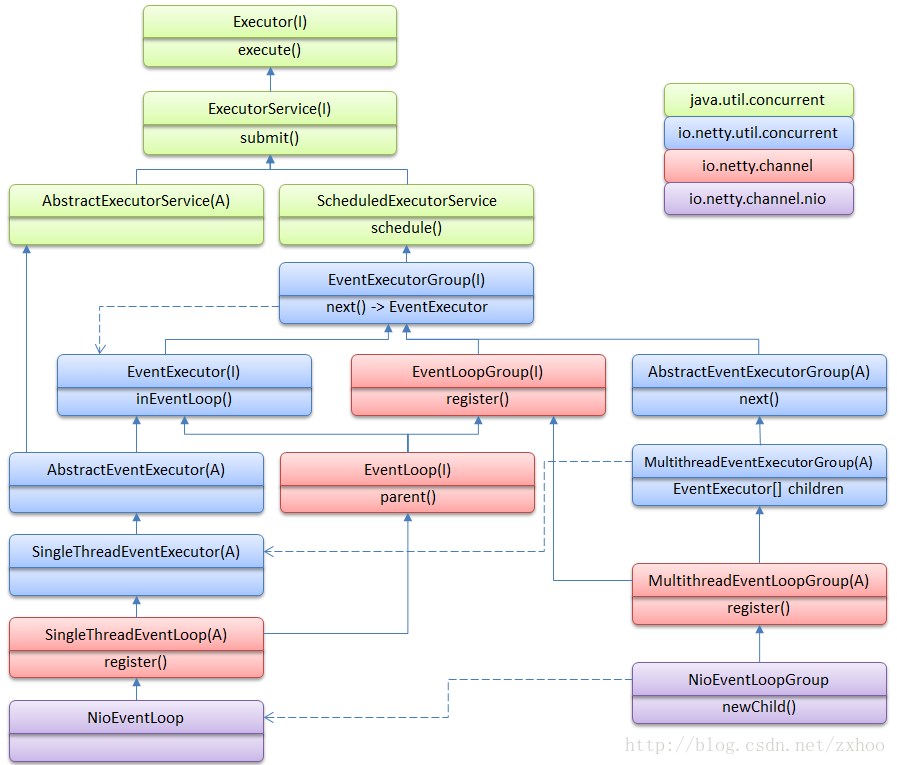 Executor(I)
execute()
ExecutorService(I)
submit()
java.util.concurrent
io.netty.util.concurrent
io.netty.channel
io.netty.channel.nio
AbstractExecutorService(A)
ScheduledExecutorService
schedule()
EventExecutorGroup(I)
next() -> EventExecutor
EventExecutor(I)
inEventLoop()
EventLoopGroup(I)
register()
AbstractEventExecutorGroup(A)
next()
AbstractEventExecutor(A)
EventLoop(I)
parent()
MultithreadEventExecutorGroup(A)
EventExecutor[] children
SingleThreadEventExecutor(A)
MultithreadEventLoopGroup(A)
register()
SingleThreadEventLoop(A)
register()
NioEventLoopGroup
newChild()
NioEventLoop
http://blog.csdn.net/zxhoo